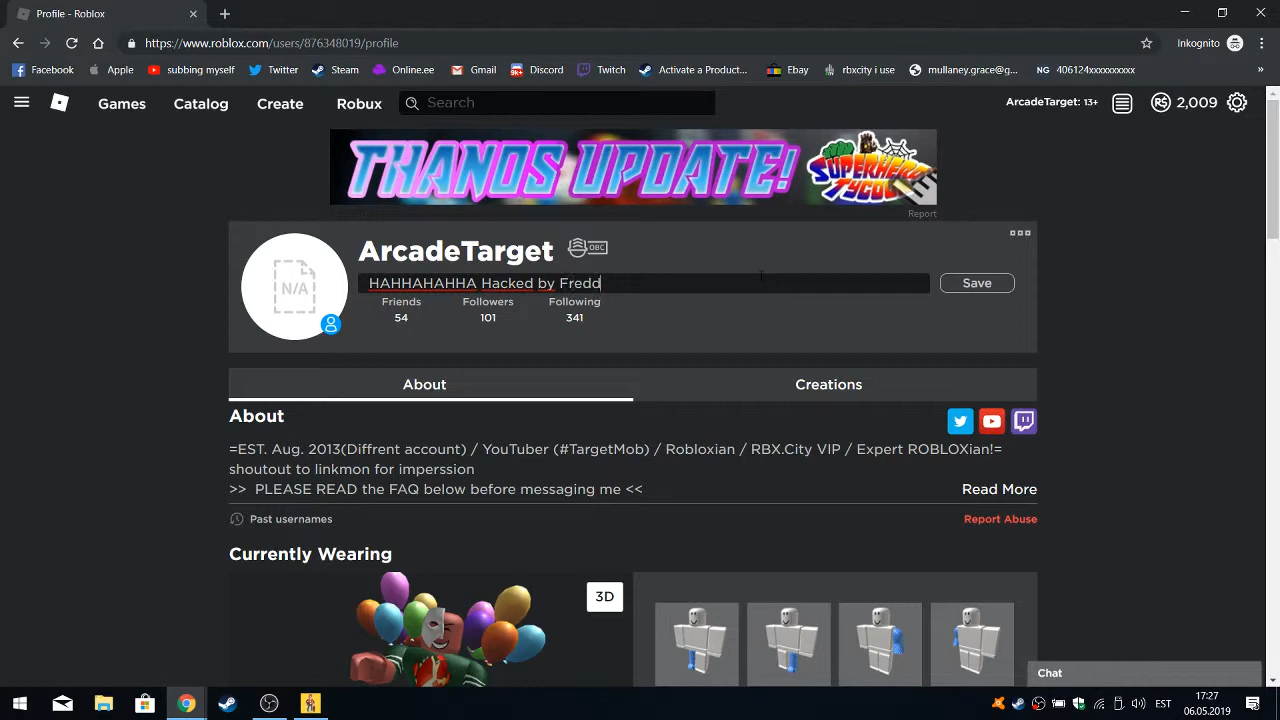 Profile - Roblox
https://www.roblox.com/users/876348019/profile
Inkognito
Facebook Apple subbing myself Twitter Steam Online.ee Gmail Discord Twitch Activate a Product... Ebay rbxcity i use mullaney.grace@g... NG 406124xxxxxxxxx »
Games Catalog Create Robux Search ArcadeTarget: 13+ R$ 2,009
THANOS UPDATE! SUPERHERO TYCOON
Report
ArcadeTarget OBC
N/A
HAHHAHAHHA Hacked by Fredd Save
Friends Followers Following
54 101 341
About Creations
About
=EST. Aug. 2013(Diffrent account) / YouTuber (#TargetMob) / Robloxian / RBX.City VIP / Expert ROBLOXian!=
shoutout to linkmon for imperssion
>> PLEASE READ the FAQ below before messaging me << Read More
Past usernames Report Abuse
Currently Wearing
3D
Chat
EST 17:27
06.05.2019